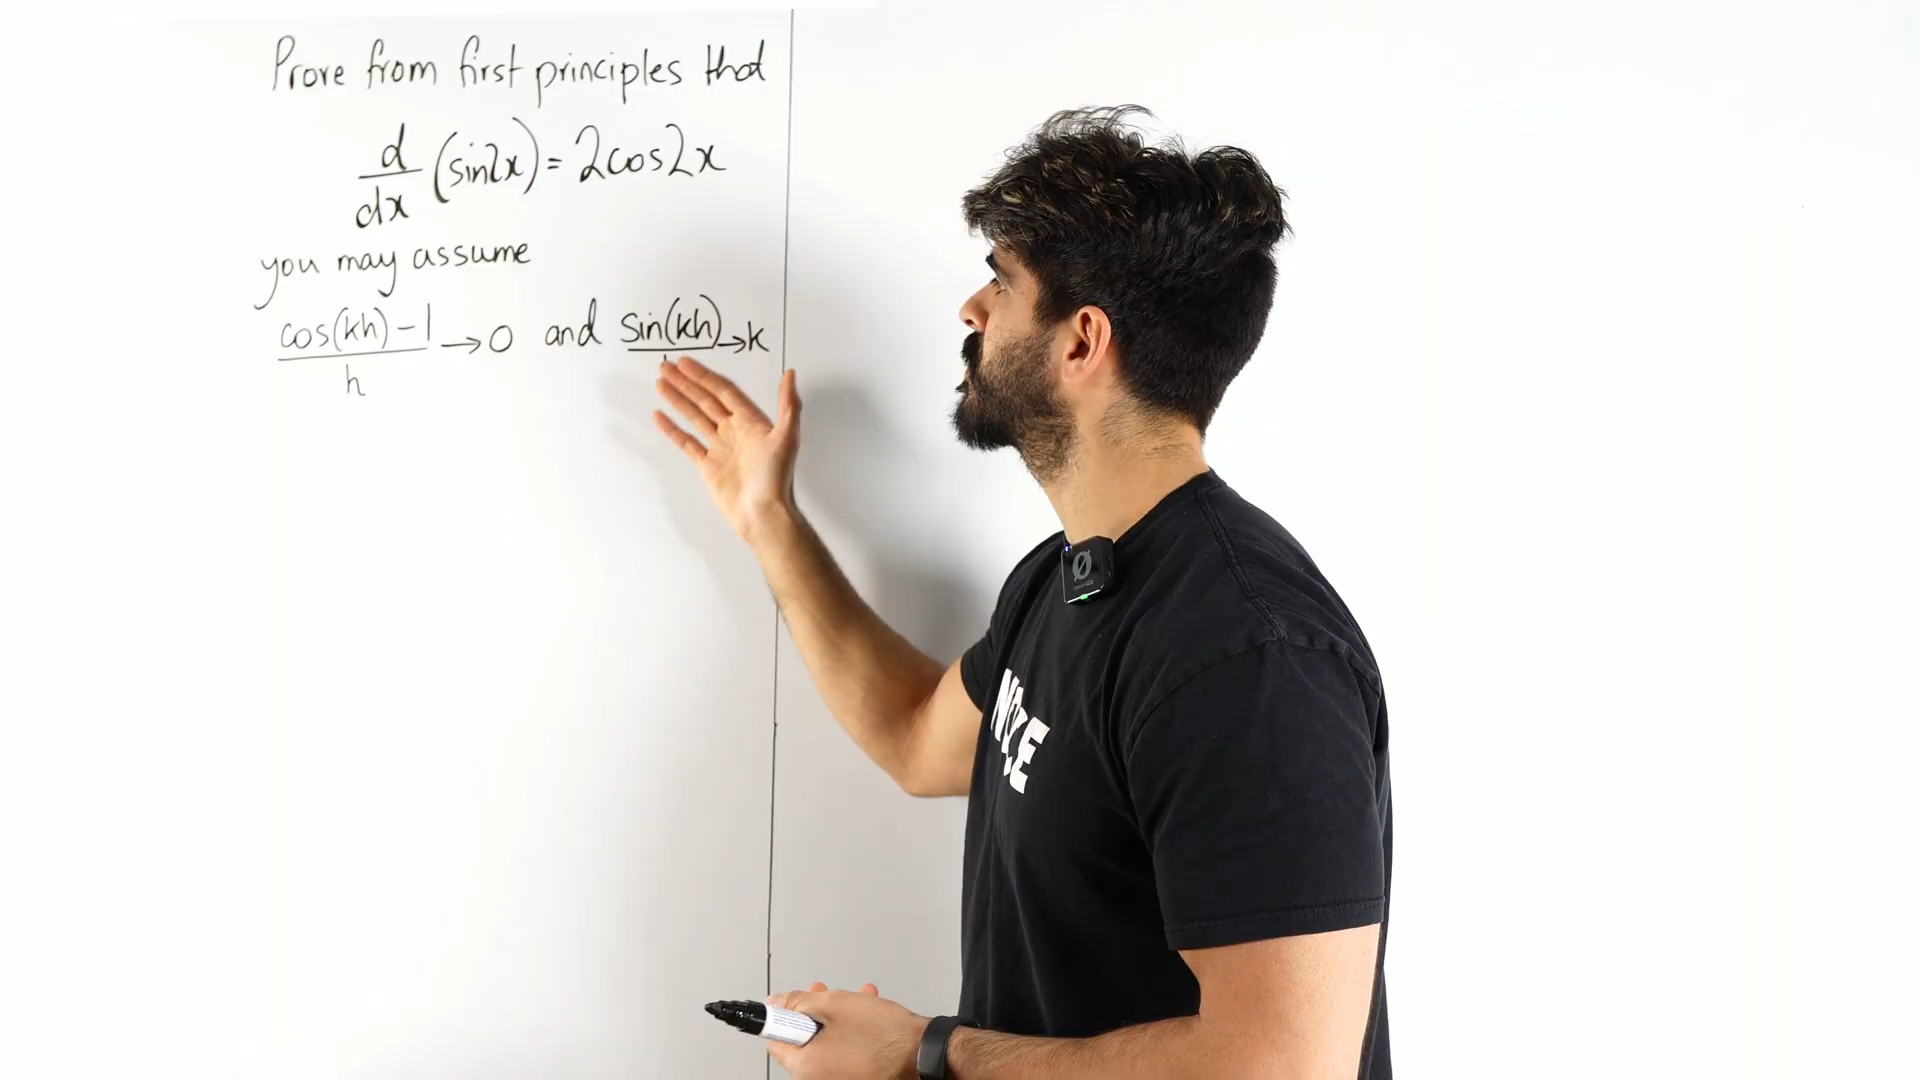 Prove from first principles that
d/dx (sin2x) = 2cos2x
you may assume
cos(kh) - 1 / h → 0 and sin(kh) → k